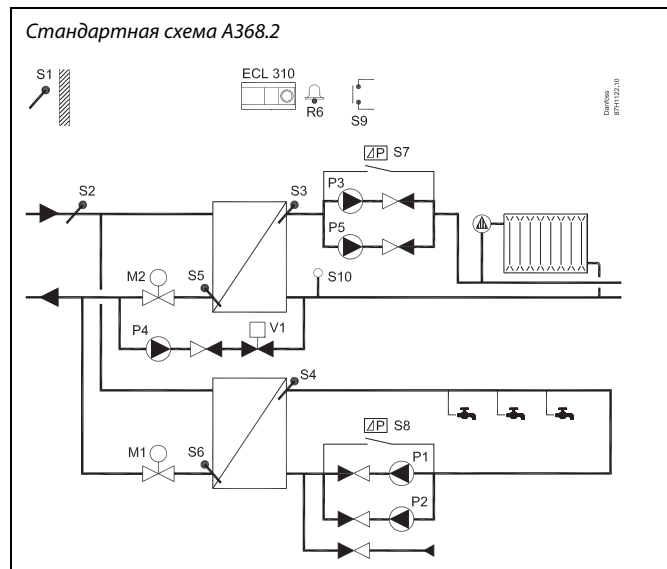 Стандартная схема A368.2
S1
ECL 310
R6
S9
Danfoss
87H1122.10
S2
S3
P S7
P3
P5
M2
S5
S10
P4
V1
S4
P S8
M1
S6
P1
P2